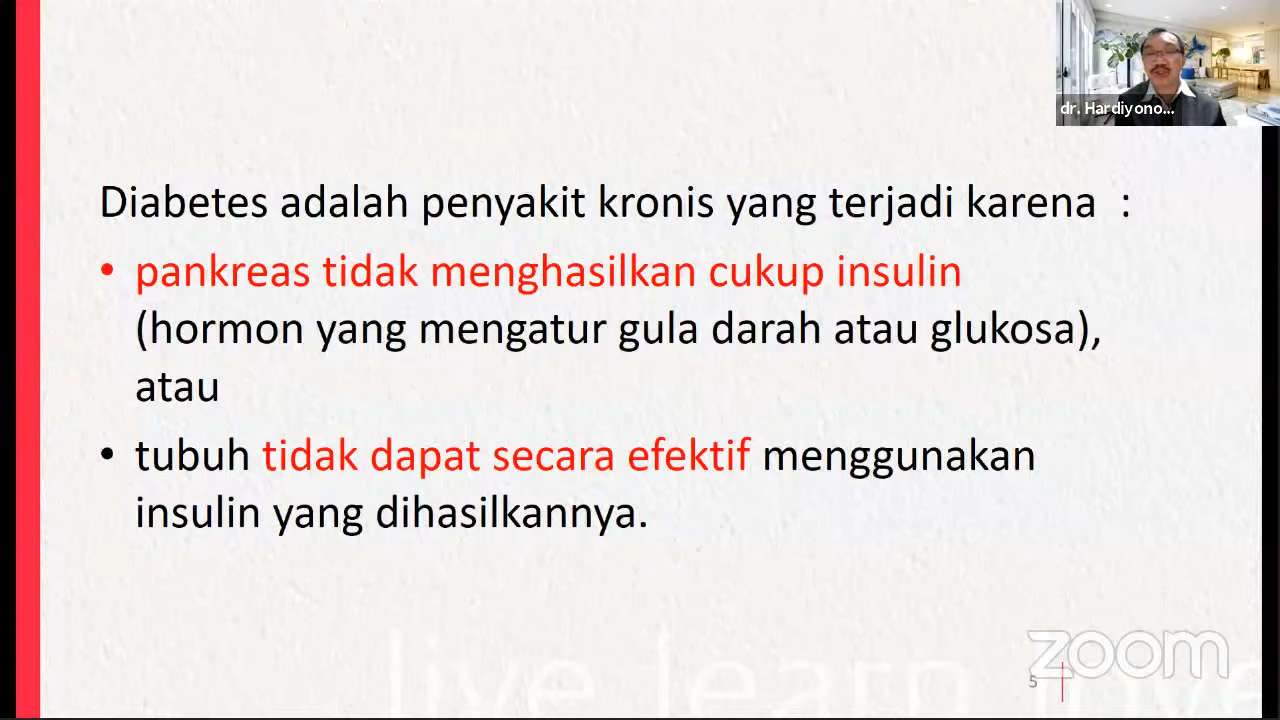 dr. Hardiyono...
Diabetes adalah penyakit kronis yang terjadi karena :
• pankreas tidak menghasilkan cukup insulin
(hormon yang mengatur gula darah atau glukosa),
atau
• tubuh tidak dapat secara efektif menggunakan
insulin yang dihasilkannya.
zoom
live learn love
5